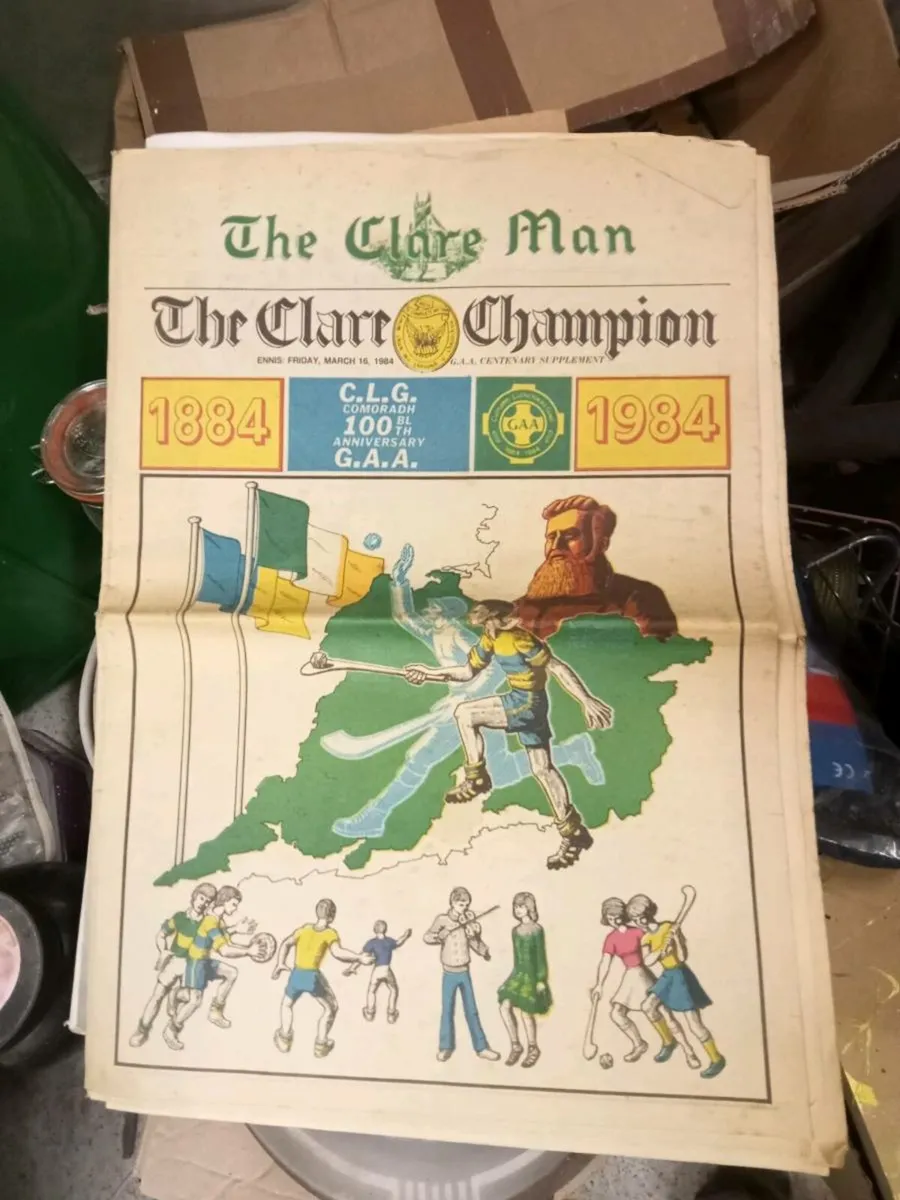 The Clare Man
The Clare Champion
ENNIS: FRIDAY, MARCH 16, 1984
G.A.A. CENTENARY SUPPLEMENT
1884
C.L.G.
COMORADH
100 BL TH
ANNIVERSARY
G.A.A.
GAA
1984
CE